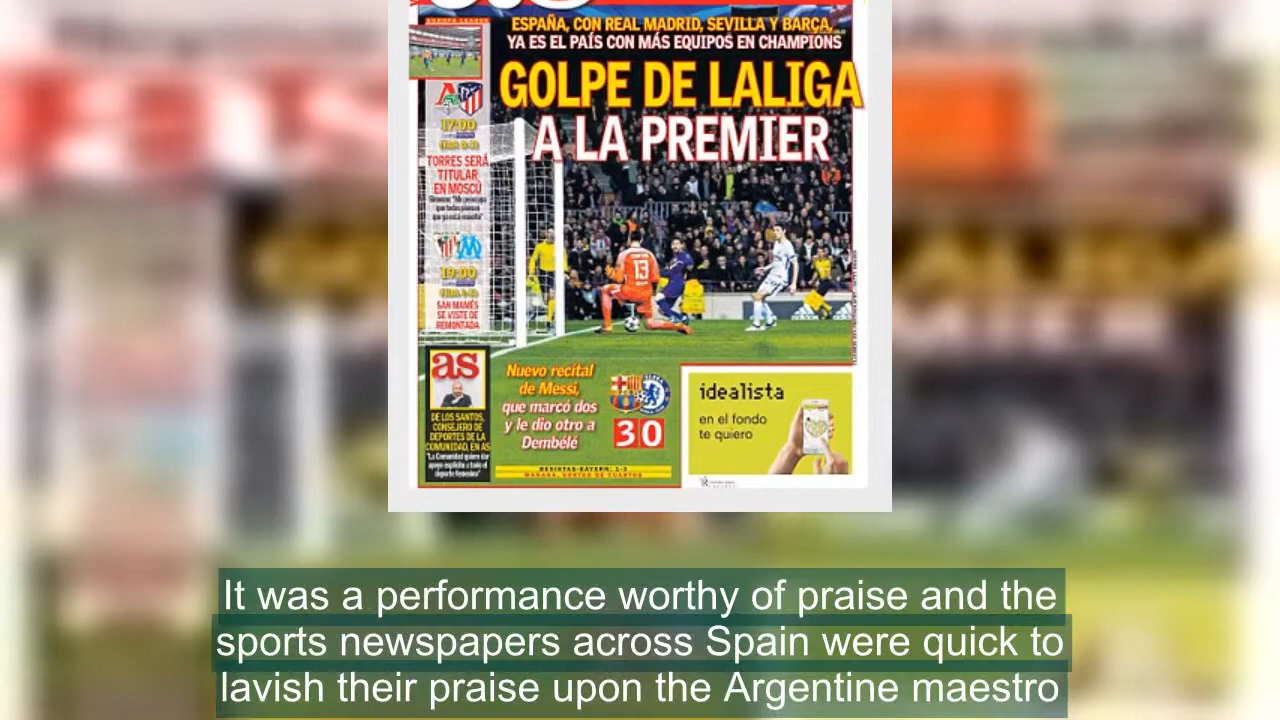 ESPAÑA, CON REAL MADRID, SEVILLA Y BARÇA,
YA ES EL PAÍS CON MÁS EQUIPOS EN CHAMPIONS
GOLPE DE LALIGA
A LA PREMIER
17:00
TORRES SERÁ
TITULAR
EN MOSCÚ
19:00
SAN MAMÉS
SE VISTE DE
REMONTADA
13
as
DE LOS SANTOS,
CONSEJERO DE
DEPORTES DE LA
COMUNIDAD, EN AS
Nuevo recital
de Messi,
que marcó dos
y le dio otro a
Dembélé
3 0
idealista
en el fondo
te quiero
It was a performance worthy of praise and the
sports newspapers across Spain were quick to
lavish their praise upon the Argentine maestro